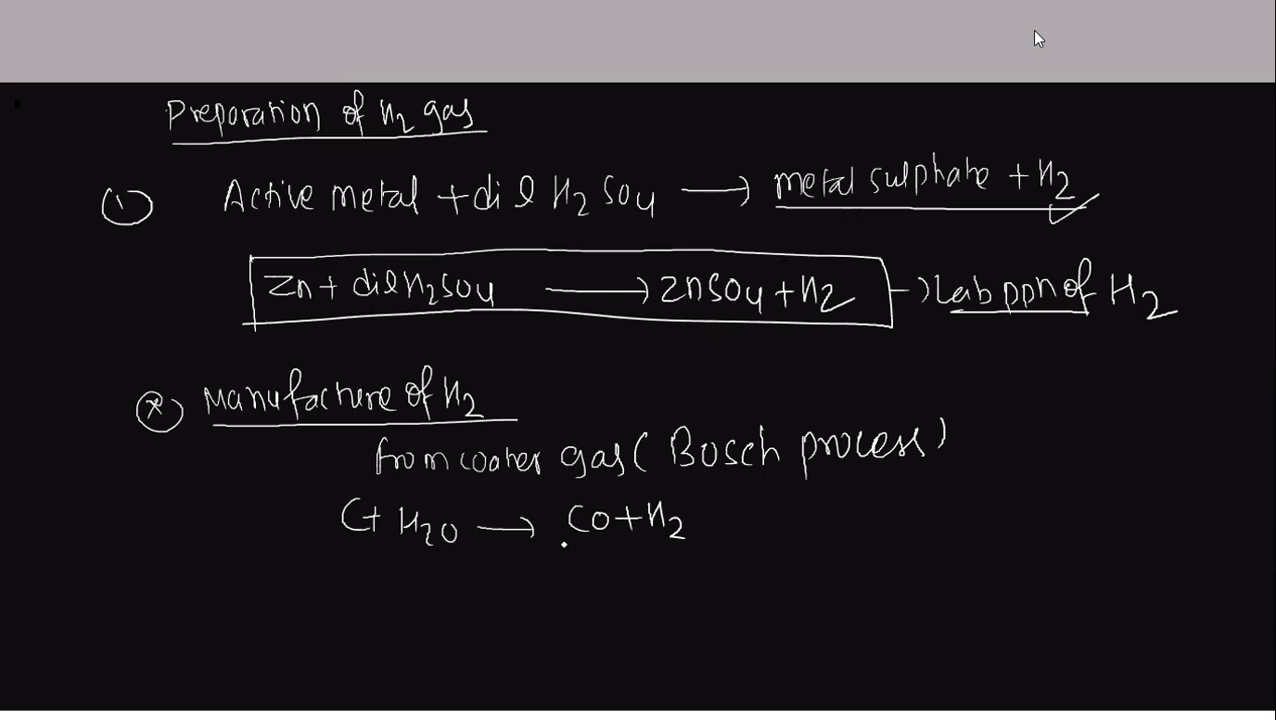 Preparation of H2 gas
(1) Active metal + dil H2SO4 → metal sulphate + H2
Zn + dil H2SO4 → ZnSO4 + H2 → Lab ppn of H2
(*) Manufacture of H2
from water gas (Bosch process)
C + H2O → CO + H2